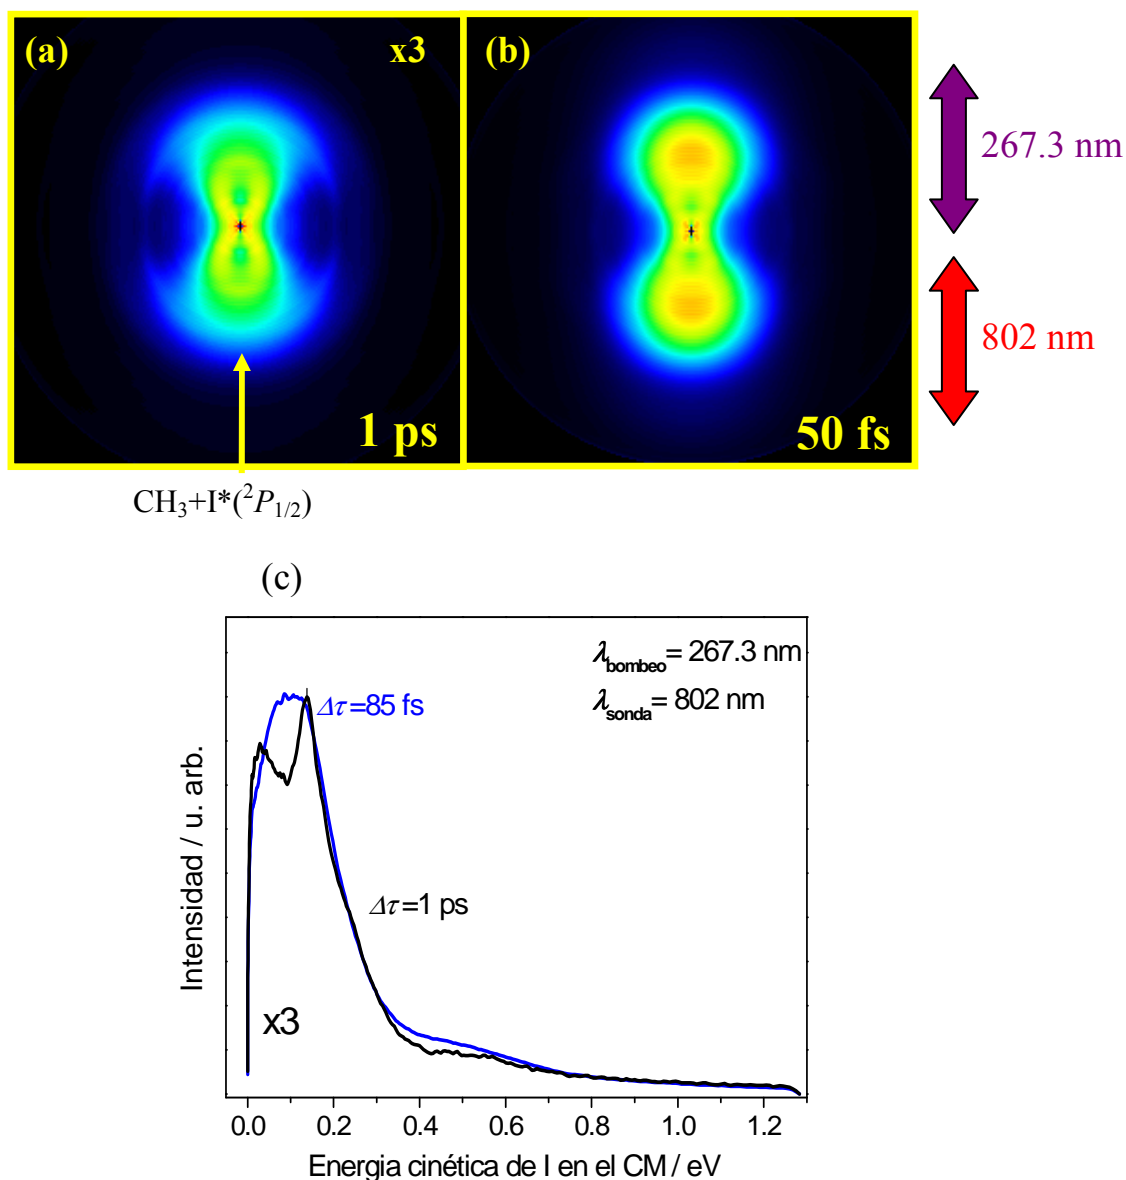 (a)
x3
(b)
267.3 nm
802 nm
1 ps
50 fs
CH₃+I*(²P₁/₂)
(c)
λbombeo= 267.3 nm
λsonda= 802 nm
Δτ=85 fs
Δτ=1 ps
x3
Intensidad / u. arb.
0.0 0.2 0.4 0.6 0.8 1.0 1.2
Energia cinética de I en el CM / eV